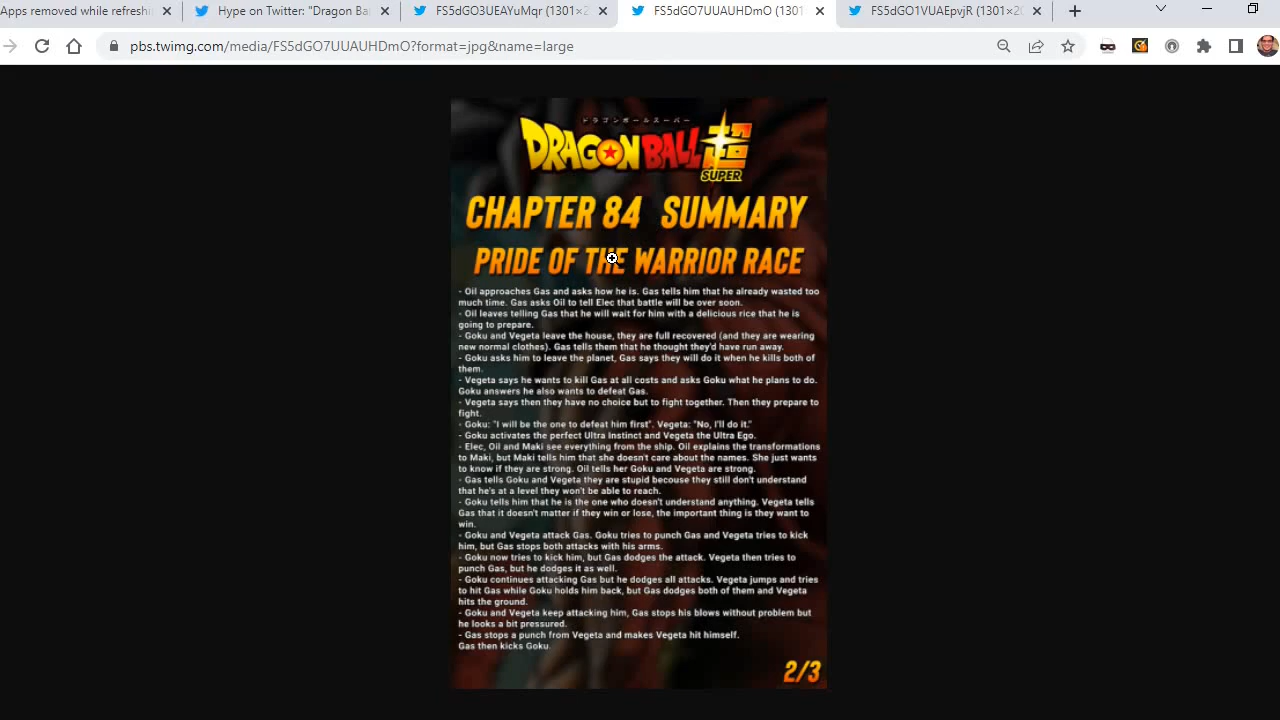 Apps removed while refreshi
Hype on Twitter: "Dragon Ba
FS5dGO3UEAYuMqr (1301×2
FS5dGO7UUAUHDmO (1301
FS5dGO1VUAEpvjR (1301×20
pbs.twimg.com/media/FS5dGO7UUAUHDmO?format=jpg&name=large
ドラゴンボールスーパー
DRAGON BALL 超
SUPER
CHAPTER 84 SUMMARY
PRIDE OF THE WARRIOR RACE
- Oil approaches Gas and asks how he is. Gas tells him that he already wasted too
much time. Gas asks Oil to tell Elec that battle will be over soon.
- Oil leaves telling Gas that he will wait for him with a delicious rice that he is
going to prepare.
- Goku and Vegeta leave the house, they are full recovered (and they are wearing
new normal clothes). Gas tells them that he thought they'd have run away.
- Goku asks him to leave the planet, Gas says they will do it when he kills both of
them.
- Vegeta says he wants to kill Gas at all costs and asks Goku what he plans to do.
Goku answers he also wants to defeat Gas.
- Vegeta says then they have no choice but to fight together. Then they prepare to
fight.
- Goku: "I will be the one to defeat him first". Vegeta: "No, I'll do it."
- Goku activates the perfect Ultra Instinct and Vegeta the Ultra Ego.
- Elec, Oil and Maki see everything from the ship. Oil explains the transformations
to Maki, but Maki tells him that she doesn't care about the names. She just wants
to know if they are strong. Oil tells her Goku and Vegeta are strong.
- Gas tells Goku and Vegeta they are stupid becouse they still don't understand
that he's at a level they won't be able to reach.
- Goku tells him that he is the one who doesn't understand anything. Vegeta tells
Gas that it doesn't matter if they win or lose, the important thing is they want to
win.
- Goku and Vegeta attack Gas. Goku tries to punch Gas and Vegeta tries to kick
him, but Gas stops both attacks with his arms.
- Goku now tries to kick him, but Gas dodges the attack. Vegeta then tries to
punch Gas, but he dodges it as well.
- Goku continues attacking Gas but he dodges all attacks. Vegeta jumps and tries
to hit Gas while Goku holds him back, but Gas dodges both of them and Vegeta
hits the ground.
- Goku and Vegeta keep attacking him, Gas stops his blows without problem but
he looks a bit pressured.
- Gas stops a punch from Vegeta and makes Vegeta hit himself.
Gas then kicks Goku.
2/3